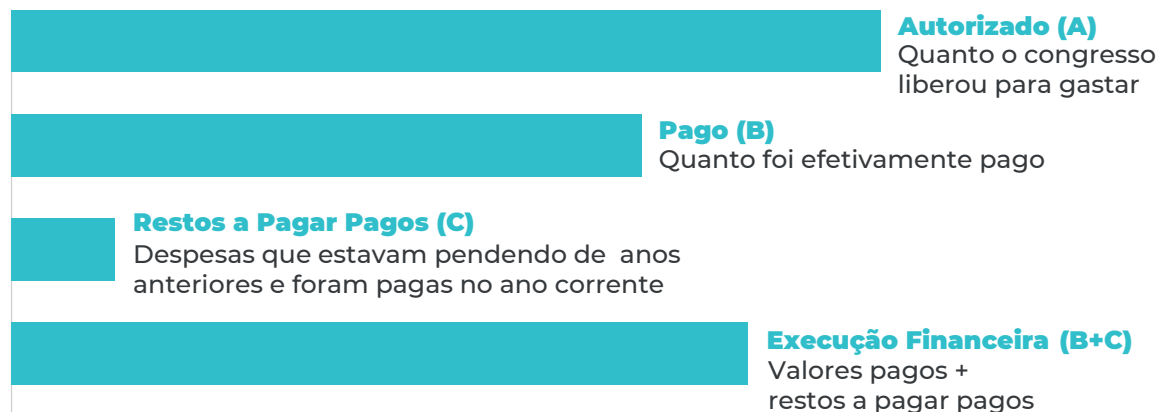 Autorizado (A)
Quanto o congresso
liberou para gastar
Pago (B)
Quanto foi efetivamente pago
Restos a Pagar Pagos (C)
Despesas que estavam pendendo de anos
anteriores e foram pagas no ano corrente
Execução Financeira (B+C)
Valores pagos +
restos a pagar pagos